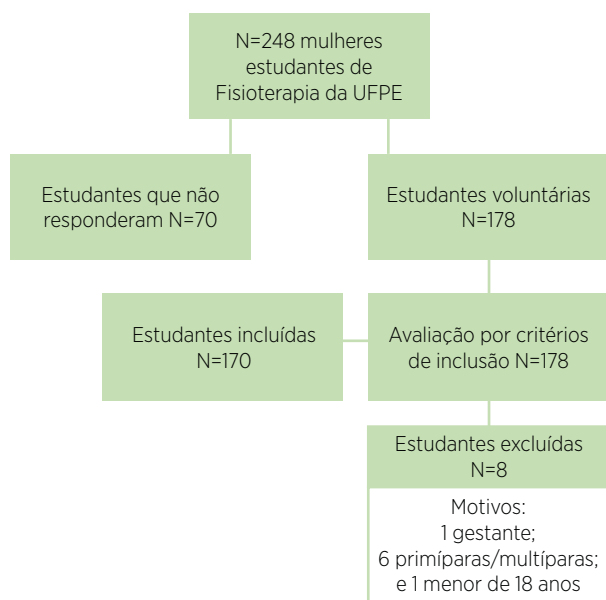 N=248 mulheres
estudantes de
Fisioterapia da UFPE
Estudantes que não
responderam N=70
Estudantes voluntárias
N=178
Estudantes incluídas
N=170
Avaliação por critérios
de inclusão N=178
Estudantes excluídas
N=8
Motivos:
1 gestante;
6 primíparas/multíparas;
e 1 menor de 18 anos